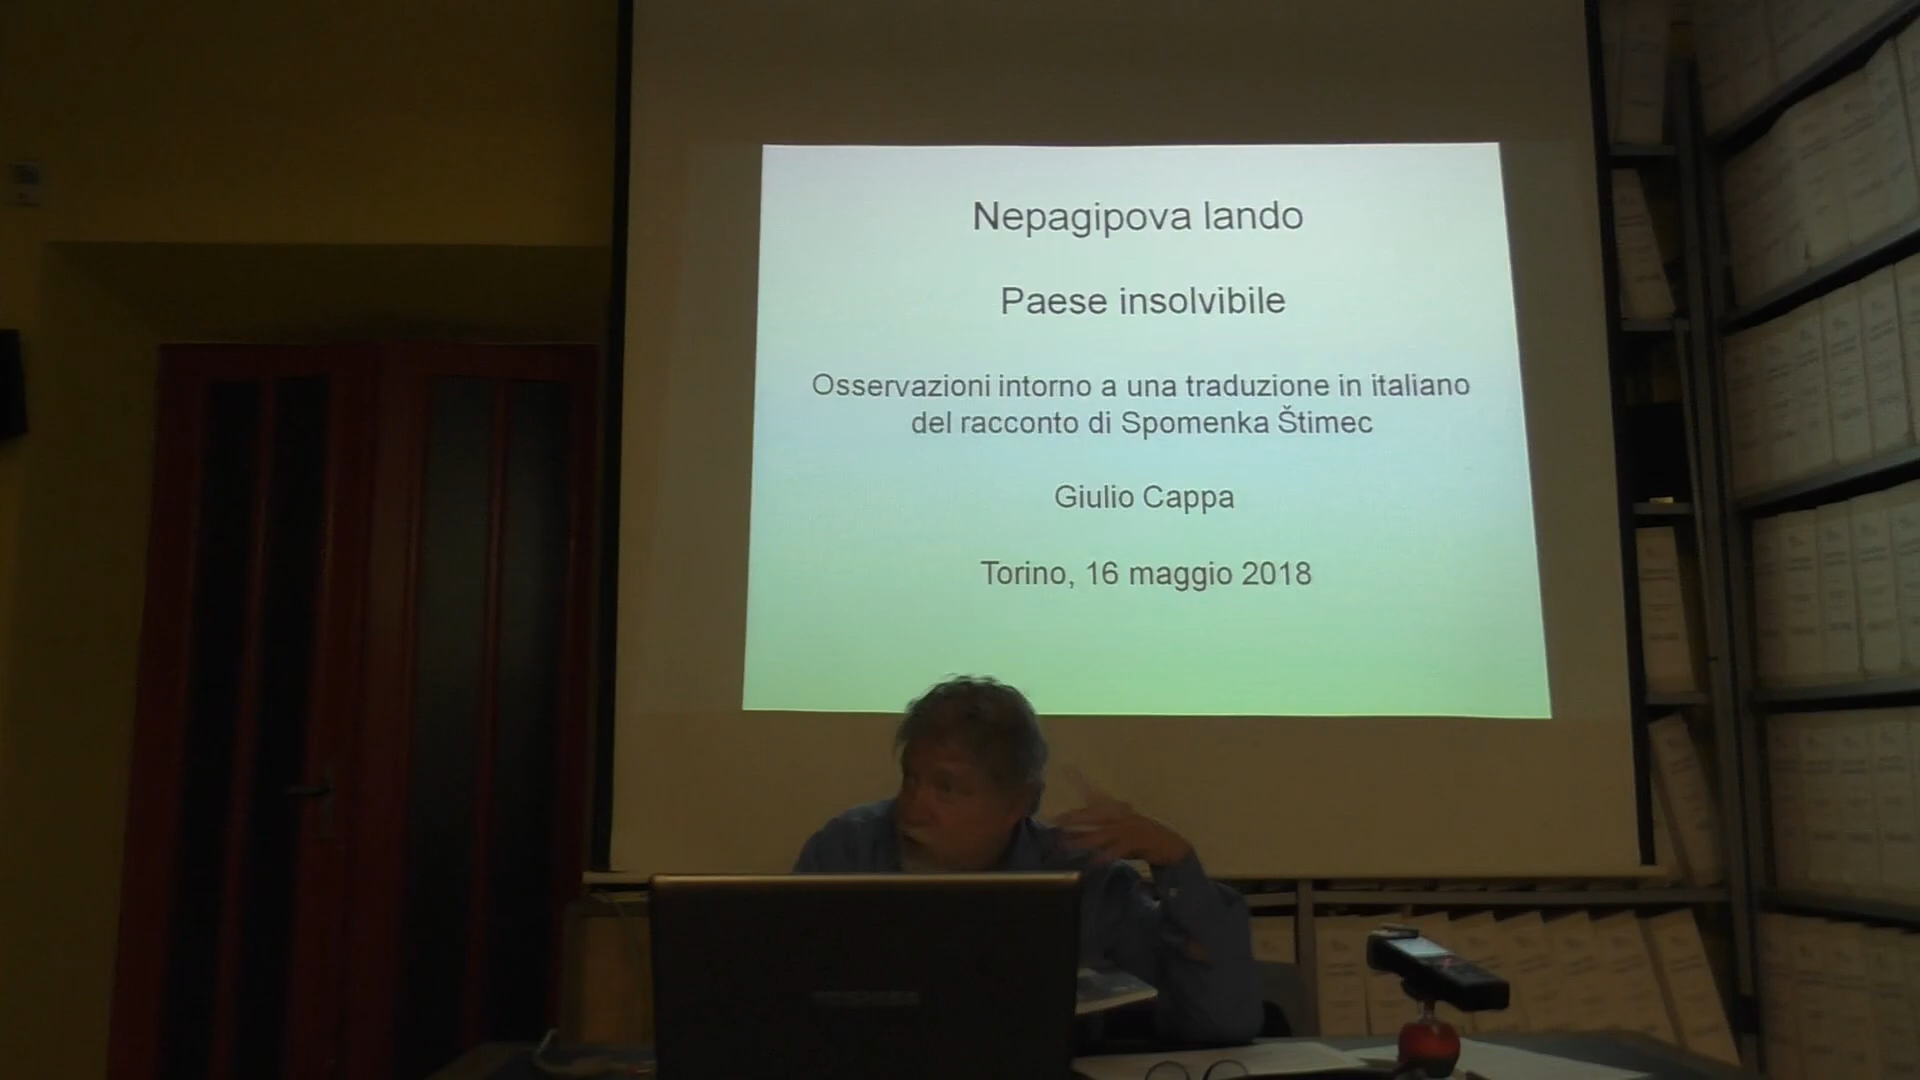 Nepagipova lando
Paese insolvibile
Osservazioni intorno a una traduzione in italiano
del racconto di Spomenka Štimec
Giulio Cappa
Torino, 16 maggio 2018